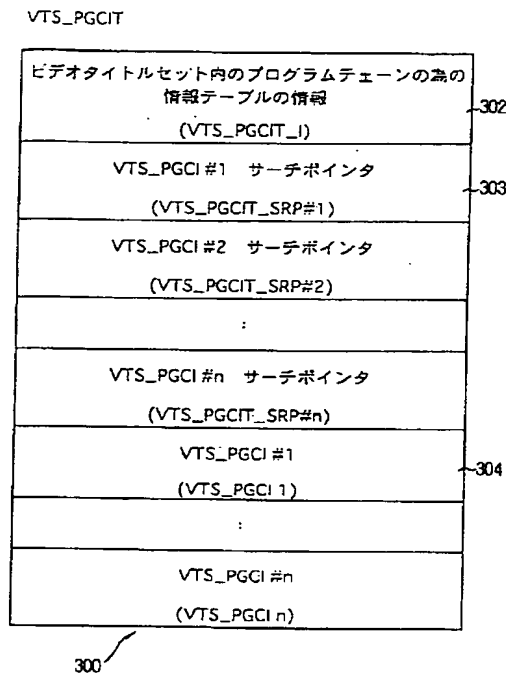 VTS_PGCIT
ビデオタイトルセット内のプログラムチェーンの為の
情報テーブルの情報
(VTS_PGCIT_I)
302
VTS_PGCI #1 サーチポインタ
303
(VTS_PGCIT_SRP#1)
VTS_PGCI #2 サーチポインタ
(VTS_PGCIT_SRP#2)
:
VTS_PGCI #n サーチポインタ
(VTS_PGCIT_SRP#n)
VTS_PGCI #1
304
(VTS_PGCI 1)
:
VTS_PGCI #n
(VTS_PGCI n)
300